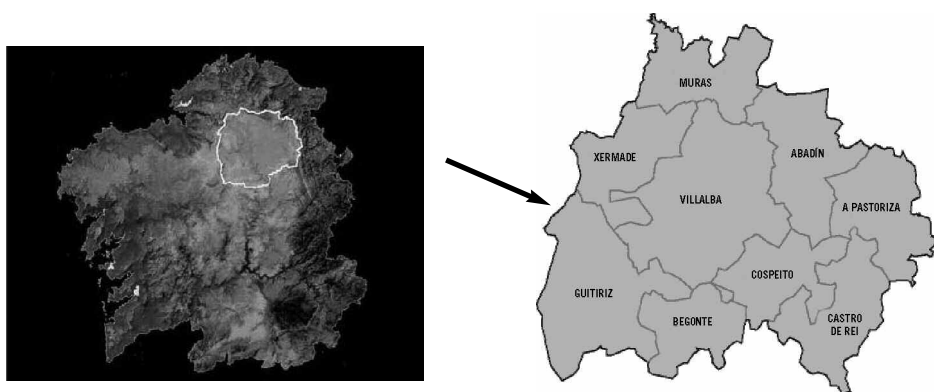 MURAS
XERMADE
ABADÍN
VILLALBA
A PASTORIZA
COSPEITO
GUITIRIZ
BEGONTE
CASTRO
DE REI